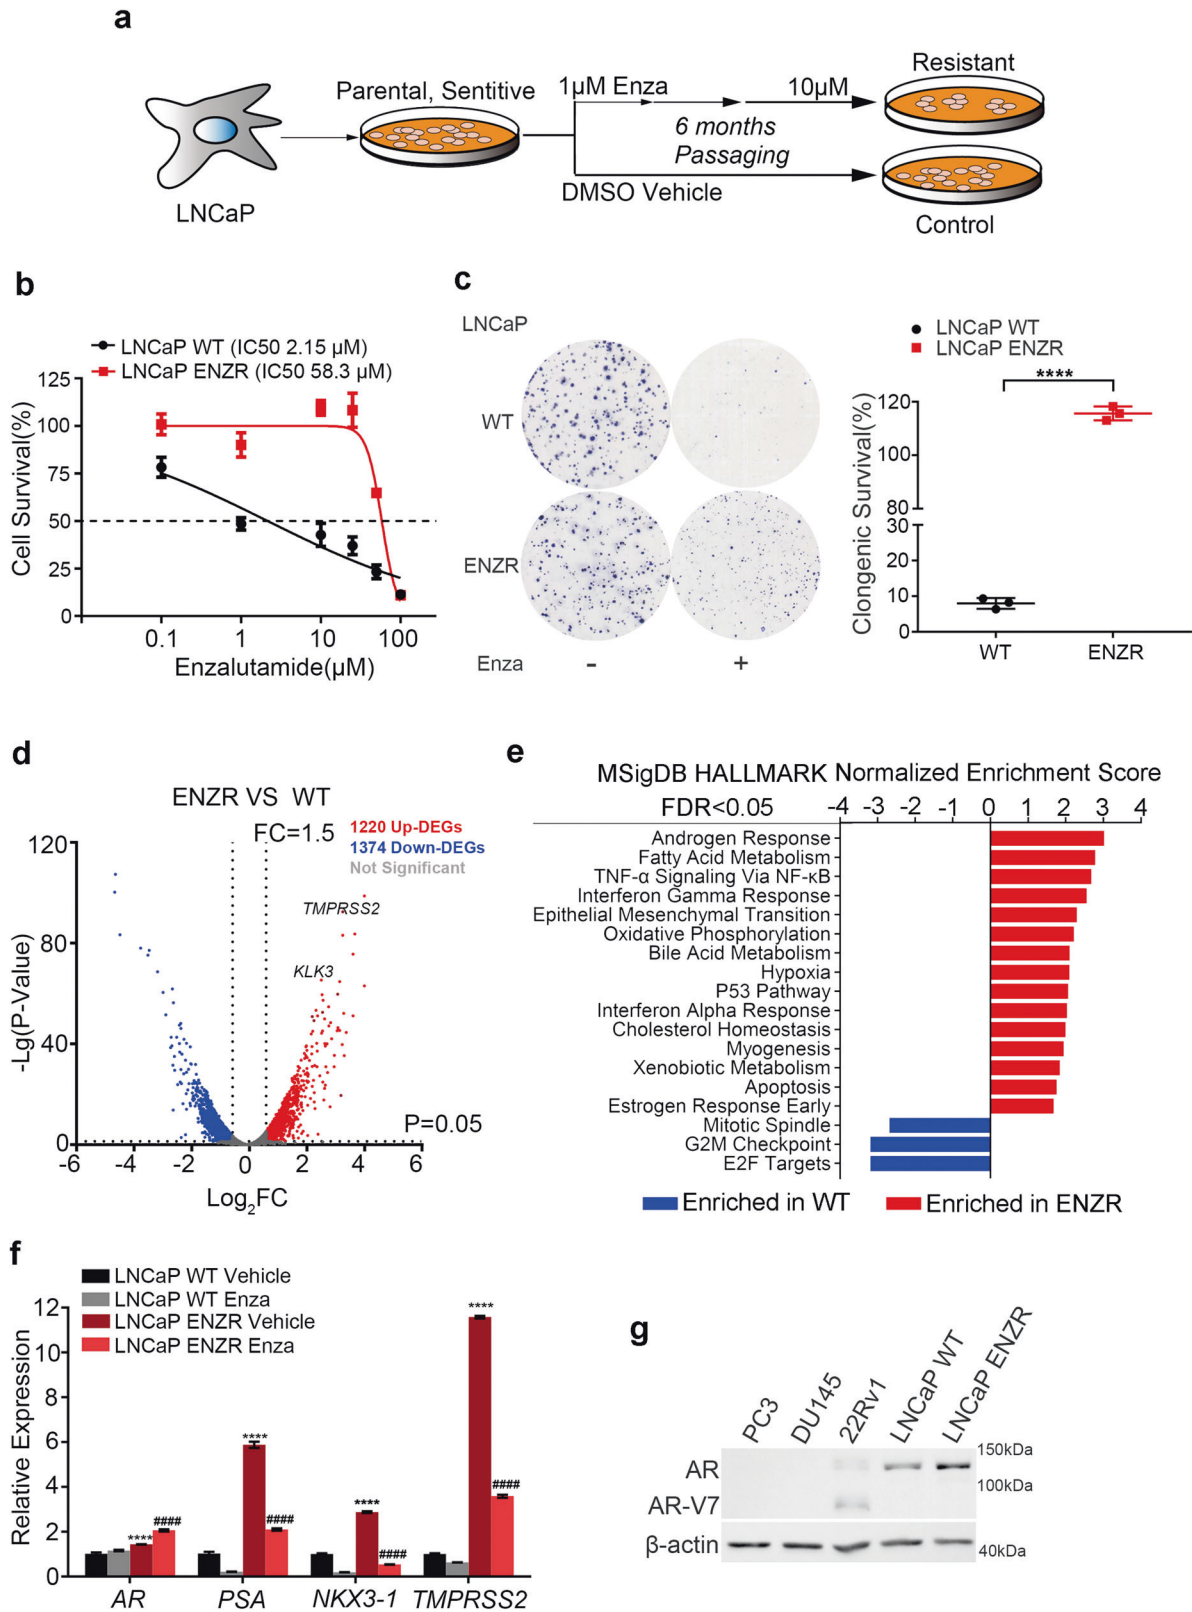 a
LNCaP
Parental, Sentitive
1μM Enza
10μM
6 months
Passaging
DMSO Vehicle
Resistant
Control
b
LNCaP WT (IC50 2.15 μM)
LNCaP ENZR (IC50 58.3 μM)
Cell Survival(%)
125
100
75
50
25
0
0.1 1 10 100
Enzalutamide(μM)
c
LNCaP
WT
ENZR
Enza - +
LNCaP WT
LNCaP ENZR
****
Clongenic Survival(%)
120
100
80
30
20
10
0
WT ENZR
d
ENZR VS WT
FC=1.5
1220 Up-DEGs
1374 Down-DEGs
Not Significant
TMPRSS2
KLK3
P=0.05
-Lg(P-Value)
120
80
40
0
-6 -4 -2 0 2 4 6
Log2FC
e
MSigDB HALLMARK Normalized Enrichment Score
FDR<0.05
-4 -3 -2 -1 0 1 2 3 4
Androgen Response
Fatty Acid Metabolism
TNF-α Signaling Via NF-κB
Interferon Gamma Response
Epithelial Mesenchymal Transition
Oxidative Phosphorylation
Bile Acid Metabolism
Hypoxia
P53 Pathway
Interferon Alpha Response
Cholesterol Homeostasis
Myogenesis
Xenobiotic Metabolism
Apoptosis
Estrogen Response Early
Mitotic Spindle
G2M Checkpoint
E2F Targets
Enriched in WT
Enriched in ENZR
f
LNCaP WT Vehicle
LNCaP WT Enza
LNCaP ENZR Vehicle
LNCaP ENZR Enza
Relative Expression
12
10
8
6
4
2
0
**** ####
**** ####
**** ####
**** ####
AR PSA NKX3-1 TMPRSS2
g
PC3
DU145
22Rv1
LNCaP WT
LNCaP ENZR
AR
AR-V7
β-actin
150kDa
100kDa
40kDa